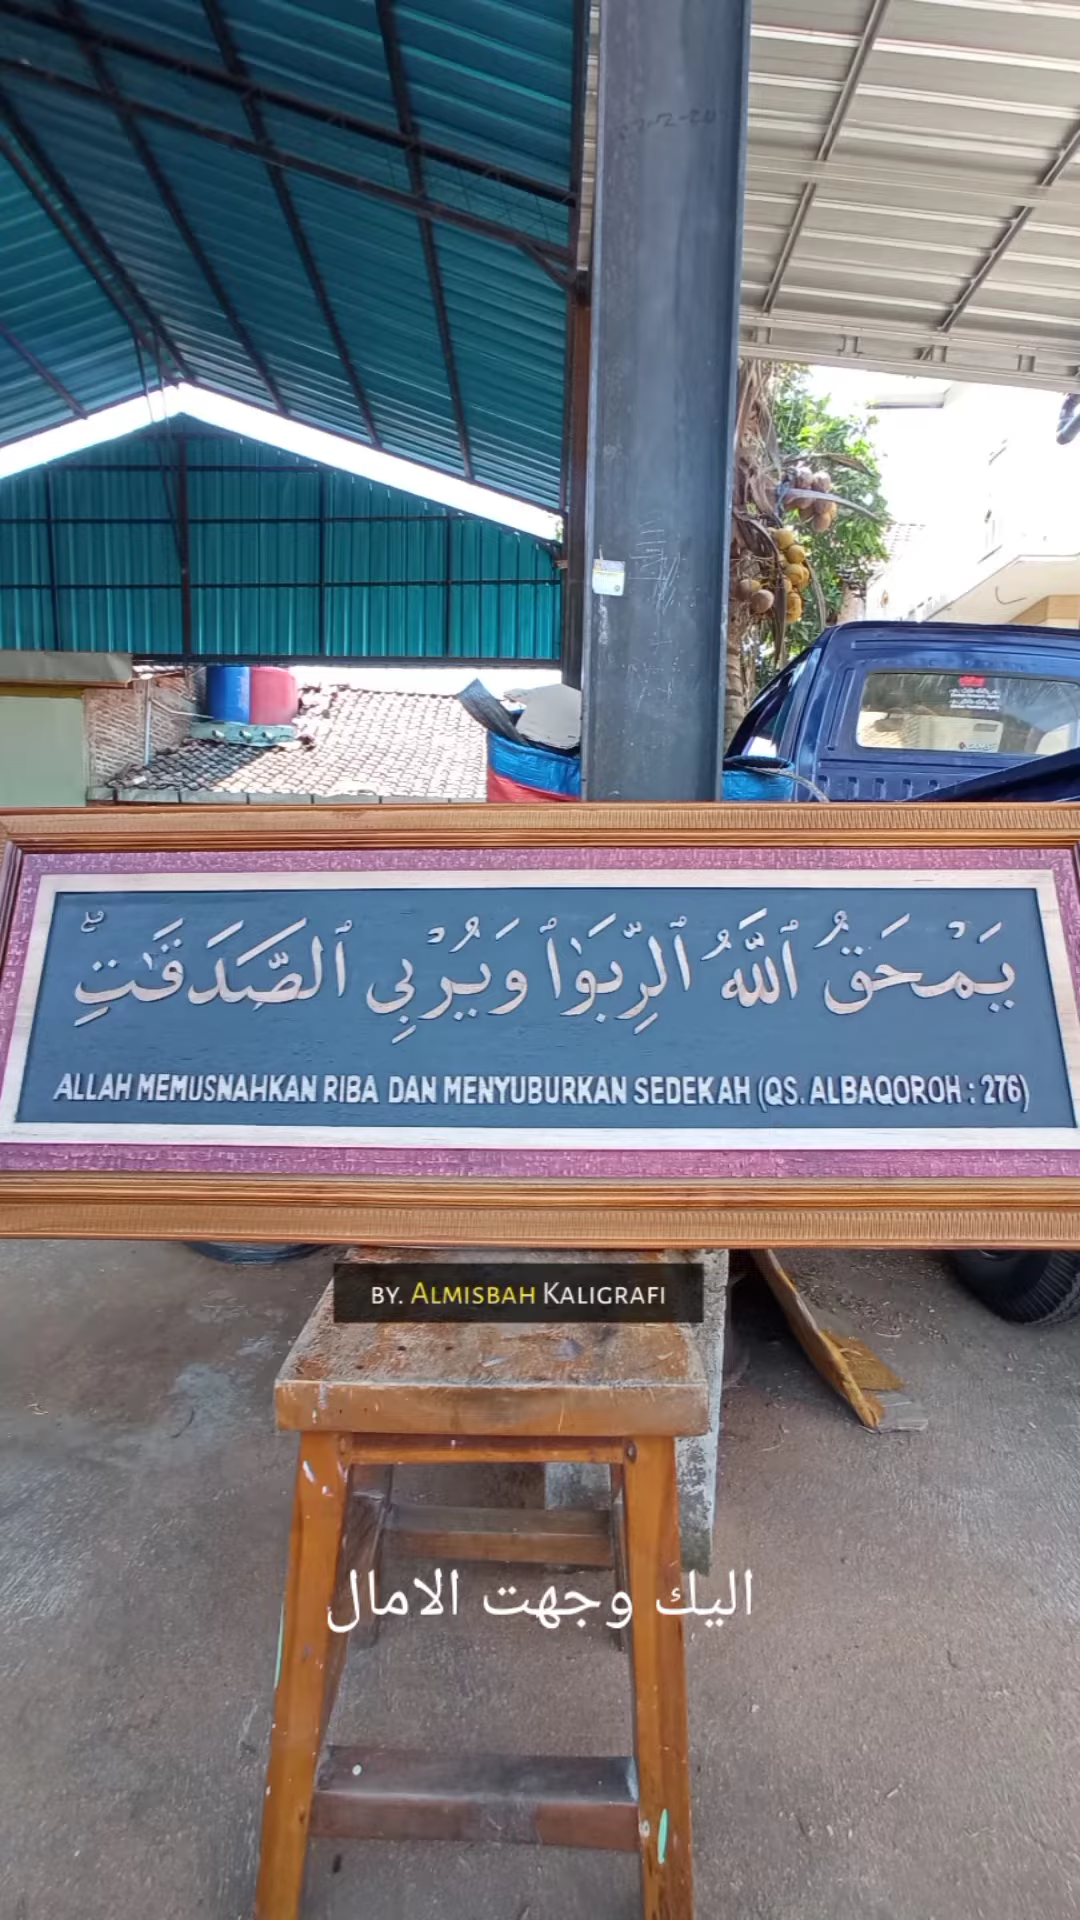 يَمْحَقُ ٱللَّهُ ٱلرِّبَوٰا۟ وَيُرْبِى ٱلصَّدَقَٰتِ ۗ
ALLAH MEMUSNAHKAN RIBA DAN MENYUBURKAN SEDEKAH (QS. ALBAQOROH : 276)
BY. ALMISBAH KALIGRAFI
اليك وجهت الامال